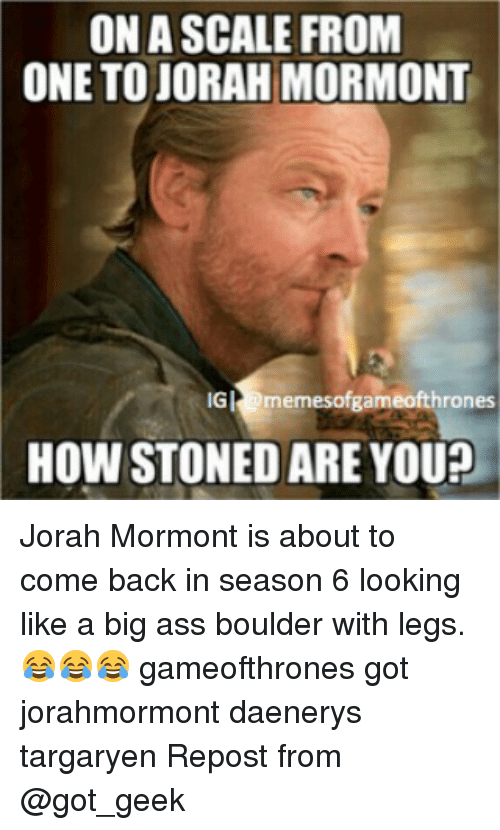 ON A SCALE FROM
ONE TO JORAH MORMONT
IG| @memesofgameofthrones
HOW STONED ARE YOU?
Jorah Mormont is about to
come back in season 6 looking
like a big ass boulder with legs.
😂😂😂 gameofthrones got
jorahmormont daenerys
targaryen Repost from
@got_geek